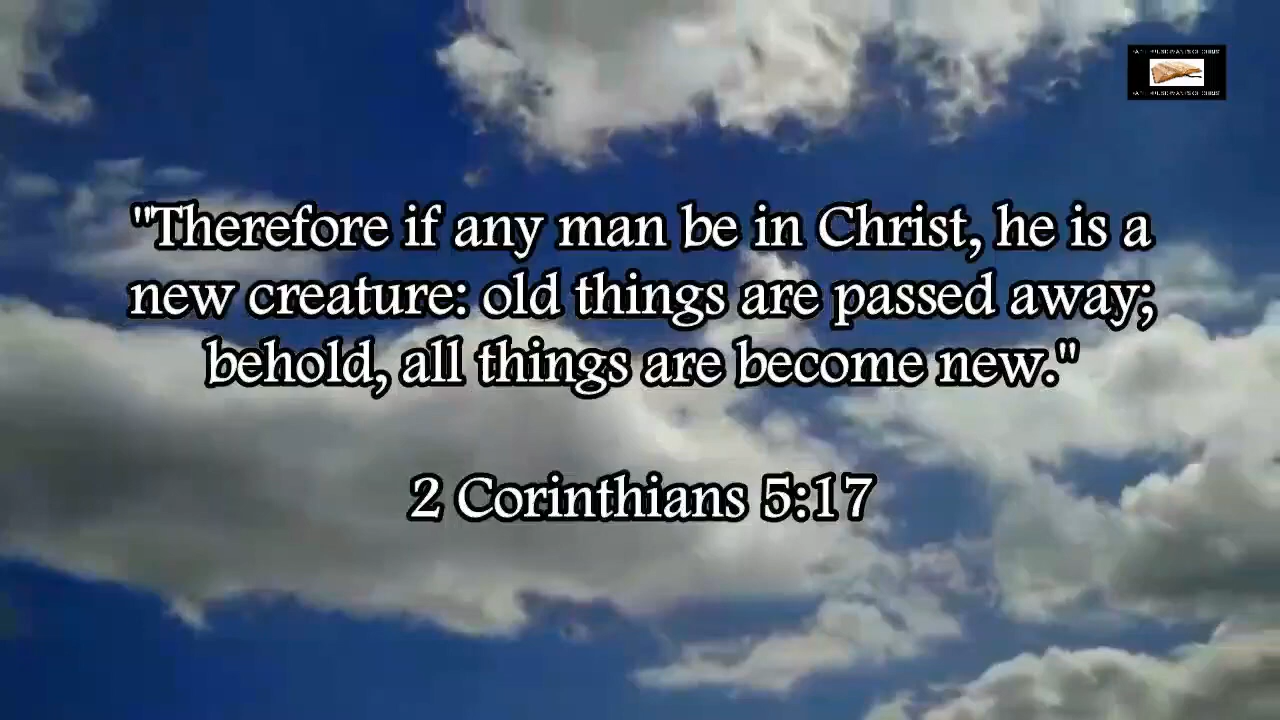 "Therefore if any man be in Christ, he is a
new creature: old things are passed away;
behold, all things are become new."
2 Corinthians 5:17